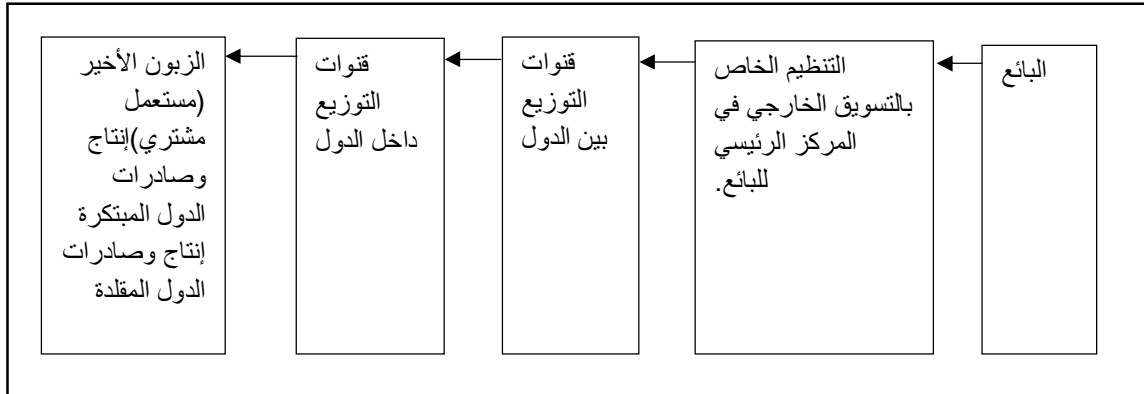 البائع
التنظيم الخاص
بالتسويق الخارجي في
المركز الرئيسي
للبائع.
قنوات
التوزيع
بين الدول
قنوات
التوزيع
داخل الدول
الزبون الأخير
(مستعمل
مشتري)إنتاج
وصادرات
الدول المبتكرة
إنتاج وصادرات
الدول المقلدة